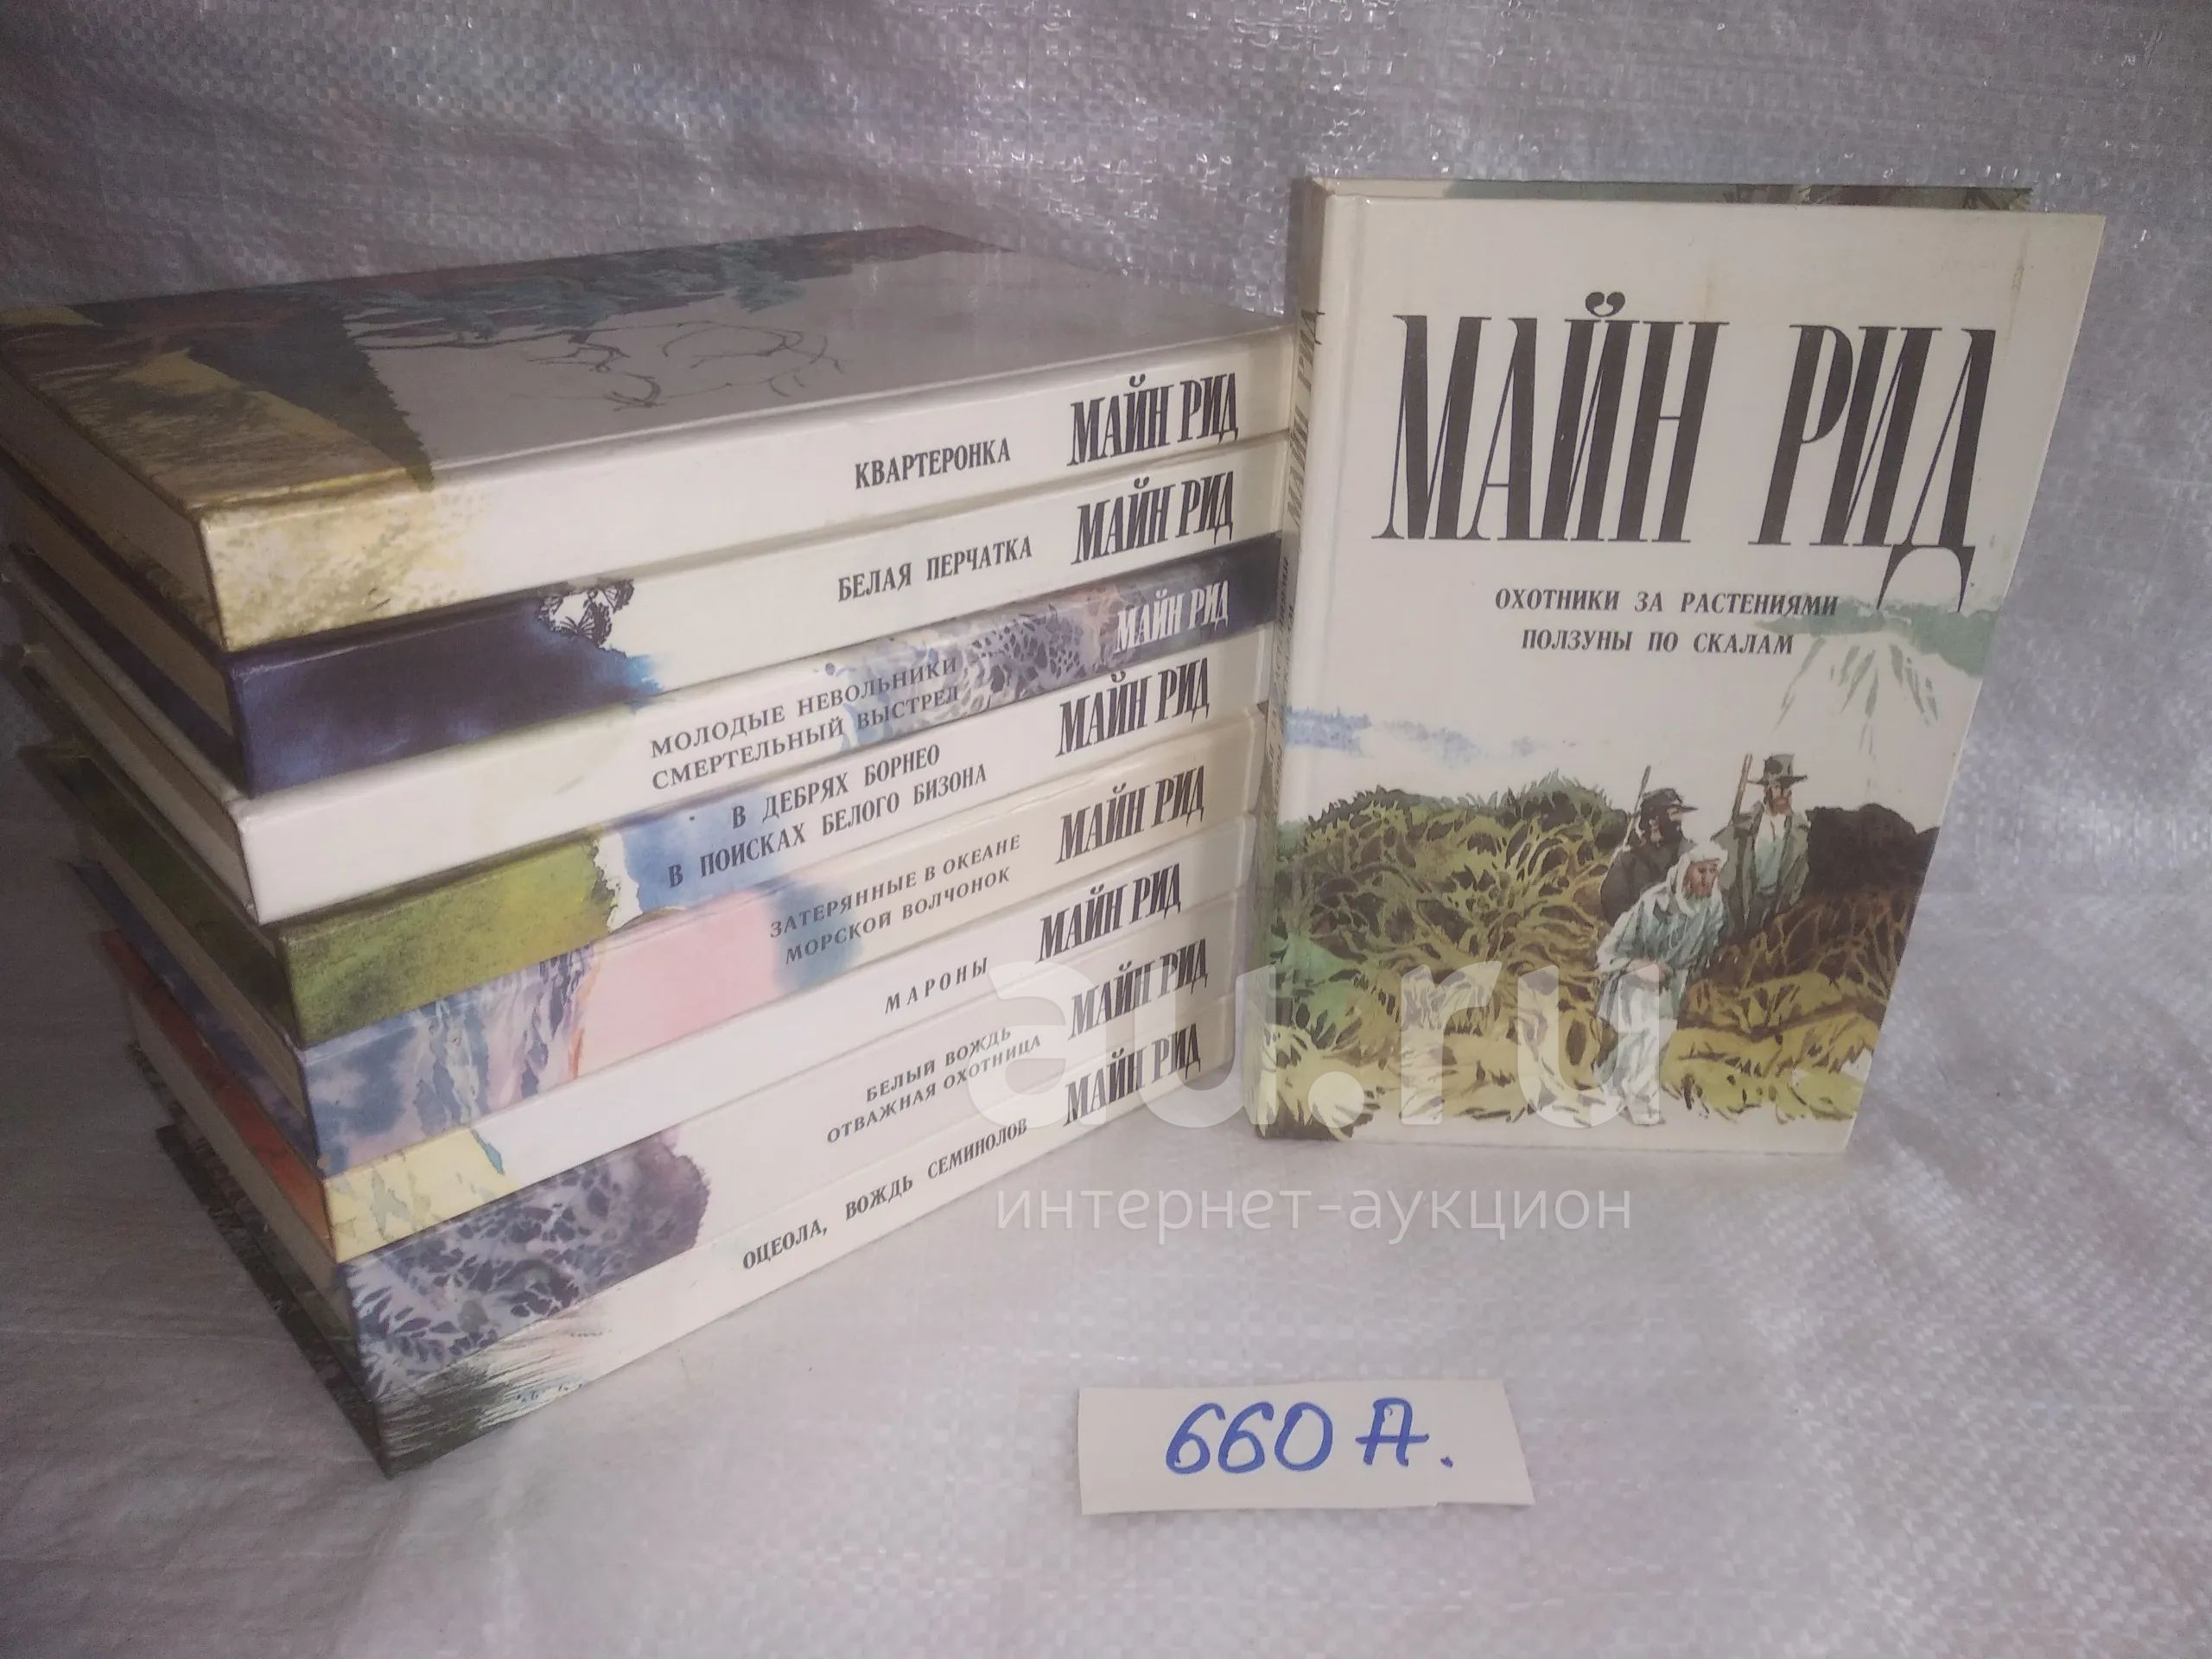 КВАРТЕРОНКА МАЙН РИД
БЕЛАЯ ПЕРЧАТКА МАЙН РИД
МОЛОДЫЕ НЕВОЛЬНИКИ
СМЕРТЕЛЬНЫЙ ВЫСТРЕЛ
МАЙН РИД
В ДЕБРЯХ БОРНЕО
В ПОИСКАХ БЕЛОГО БИЗОНА
МАЙН РИД
ЗАТЕРЯННЫЕ В ОКЕАНЕ
МОРСКОЙ ВОЛЧОНОК
МАЙН РИД
МАРОНЫ МАЙН РИД
БЕЛЫЙ ВОЖДЬ
ОТВАЖНАЯ ОХОТНИЦА
МАЙН РИД
ОЦЕОЛА, ВОЖДЬ СЕМИНОЛОВ МАЙН РИД
МАЙН РИД
МАЙН РИД
ОХОТНИКИ ЗА РАСТЕНИЯМИ
ПОЛЗУНЫ ПО СКАЛАМ
au.ru
интернет-аукцион
660 А.